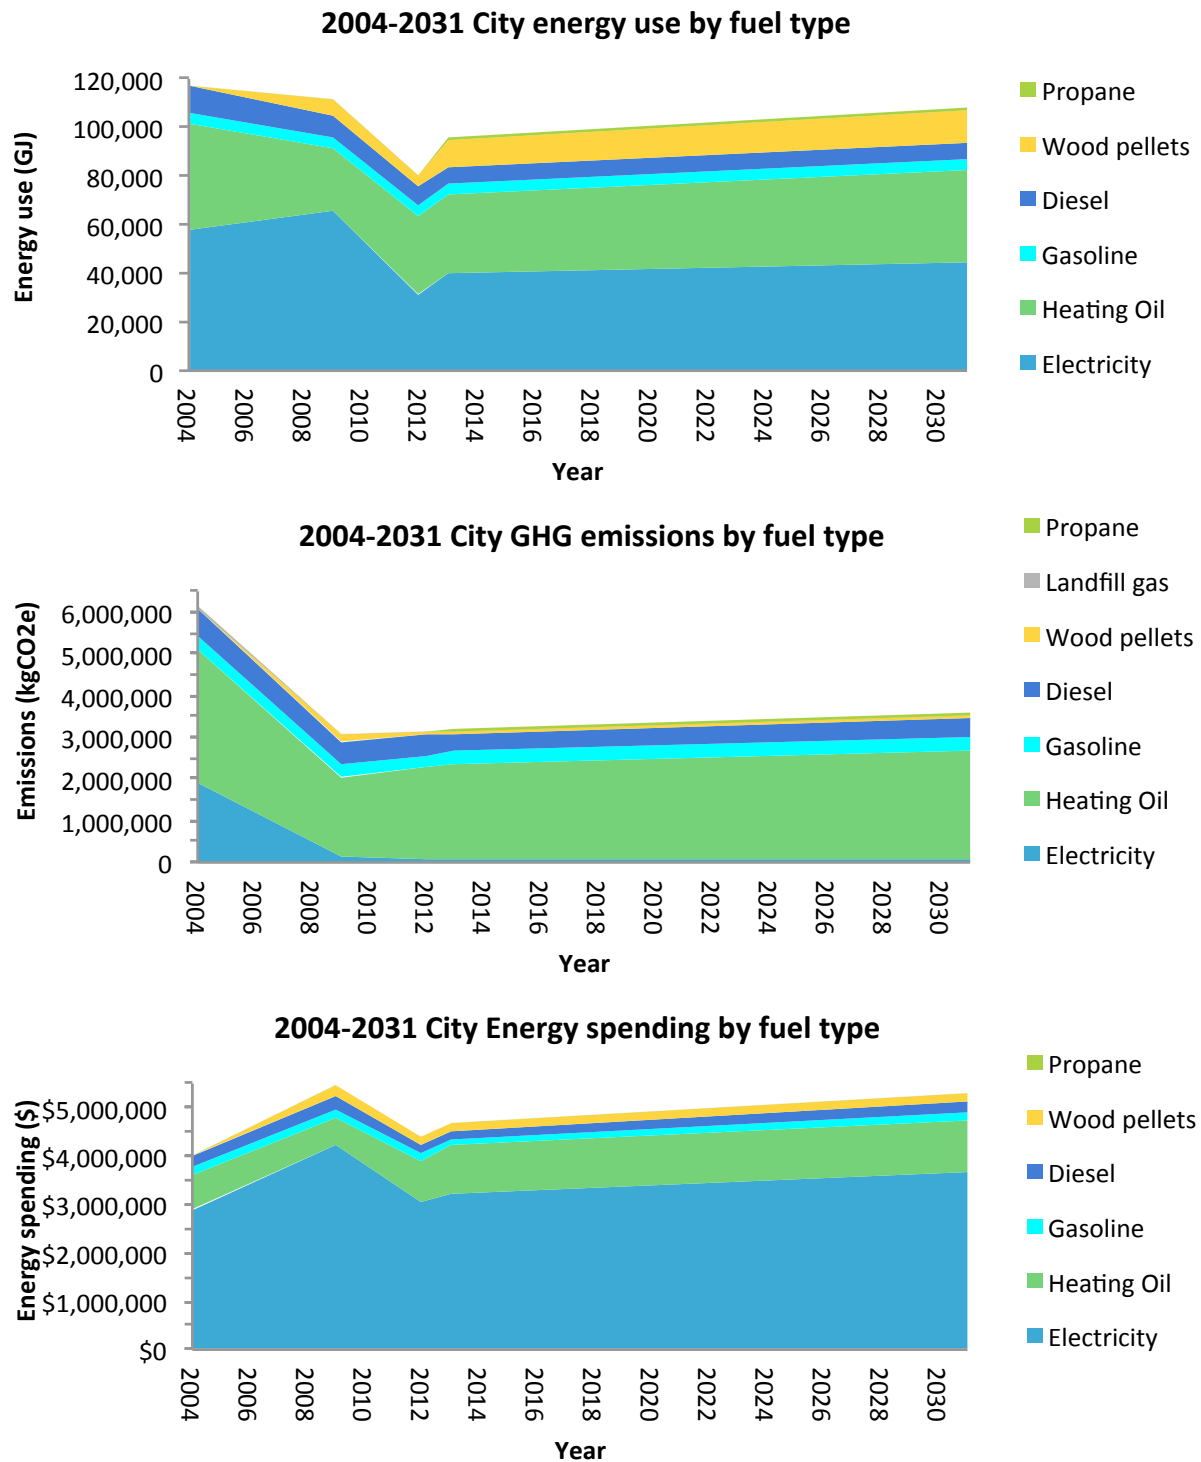 2004-2031 City energy use by fuel type
Energy use (GJ)
120,000
100,000
80,000
60,000
40,000
20,000
0
2004 2006 2008 2010 2012 2014 2016 2018 2020 2022 2024 2026 2028 2030
Year
Propane
Wood pellets
Diesel
Gasoline
Heating Oil
Electricity
2004-2031 City GHG emissions by fuel type
Emissions (kgCO2e)
6,000,000
5,000,000
4,000,000
3,000,000
2,000,000
1,000,000
0
2004 2006 2008 2010 2012 2014 2016 2018 2020 2022 2024 2026 2028 2030
Year
Propane
Landfill gas
Wood pellets
Diesel
Gasoline
Heating Oil
Electricity
2004-2031 City Energy spending by fuel type
Energy spending ($)
$5,000,000
$4,000,000
$3,000,000
$2,000,000
$1,000,000
$0
2004 2006 2008 2010 2012 2014 2016 2018 2020 2022 2024 2026 2028 2030
Year
Propane
Wood pellets
Diesel
Gasoline
Heating Oil
Electricity